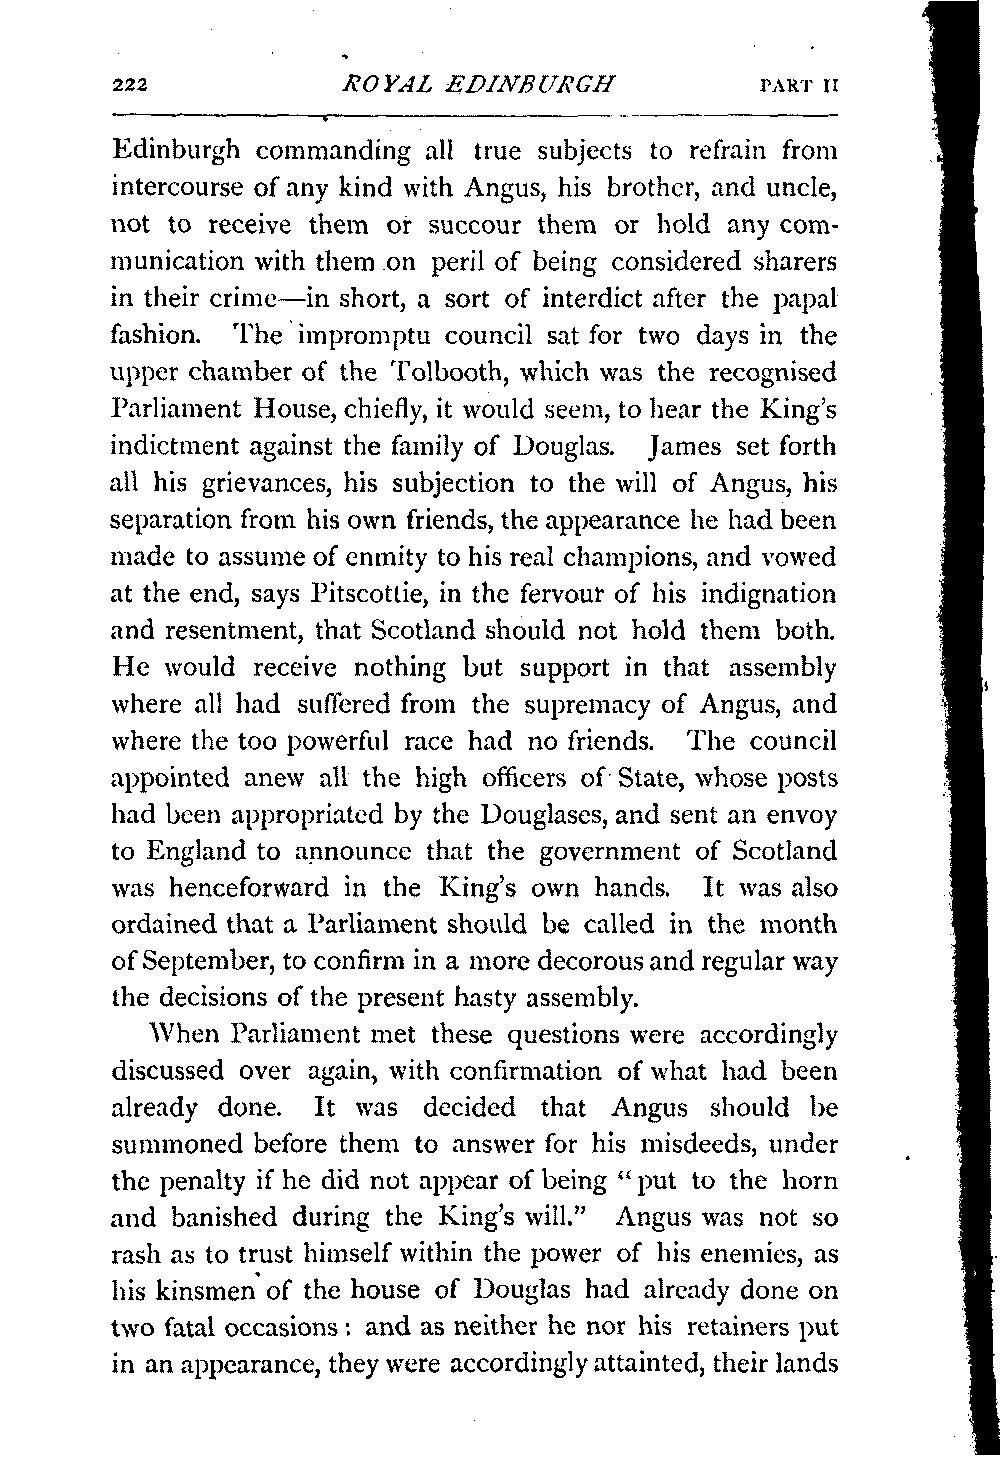 222 ROYAL EDINBURGH PART II
Edinburgh commanding all true subjects to refrain from
intercourse of any kind with Angus, his brother, and uncle,
not to receive them or succour them or hold any com-
munication with them on peril of being considered sharers
in their crime—in short, a sort of interdict after the papal
fashion. The impromptu council sat for two days in the
upper chamber of the Tolbooth, which was the recognised
Parliament House, chiefly, it would seem, to hear the King's
indictment against the family of Douglas. James set forth
all his grievances, his subjection to the will of Angus, his
separation from his own friends, the appearance he had been
made to assume of enmity to his real champions, and vowed
at the end, says Pitscottie, in the fervour of his indignation
and resentment, that Scotland should not hold them both.
He would receive nothing but support in that assembly
where all had suffered from the supremacy of Angus, and
where the too powerful race had no friends. The council
appointed anew all the high officers of State, whose posts
had been appropriated by the Douglases, and sent an envoy
to England to announce that the government of Scotland
was henceforward in the King's own hands. It was also
ordained that a Parliament should be called in the month
of September, to confirm in a more decorous and regular way
the decisions of the present hasty assembly.
When Parliament met these questions were accordingly
discussed over again, with confirmation of what had been
already done. It was decided that Angus should be
summoned before them to answer for his misdeeds, under
the penalty if he did not appear of being "put to the horn
and banished during the King's will." Angus was not so
rash as to trust himself within the power of his enemies, as
his kinsmen of the house of Douglas had already done on
two fatal occasions: and as neither he nor his retainers put
in an appearance, they were accordingly attainted, their lands